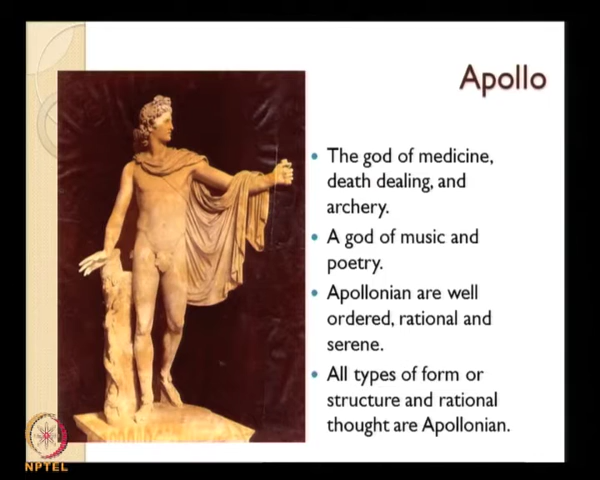 Apollo
The god of medicine,
death dealing, and
archery.
A god of music and
poetry.
Apollonian are well
ordered, rational and
serene.
All types of form or
structure and rational
thought are Apollonian.
NPTEL